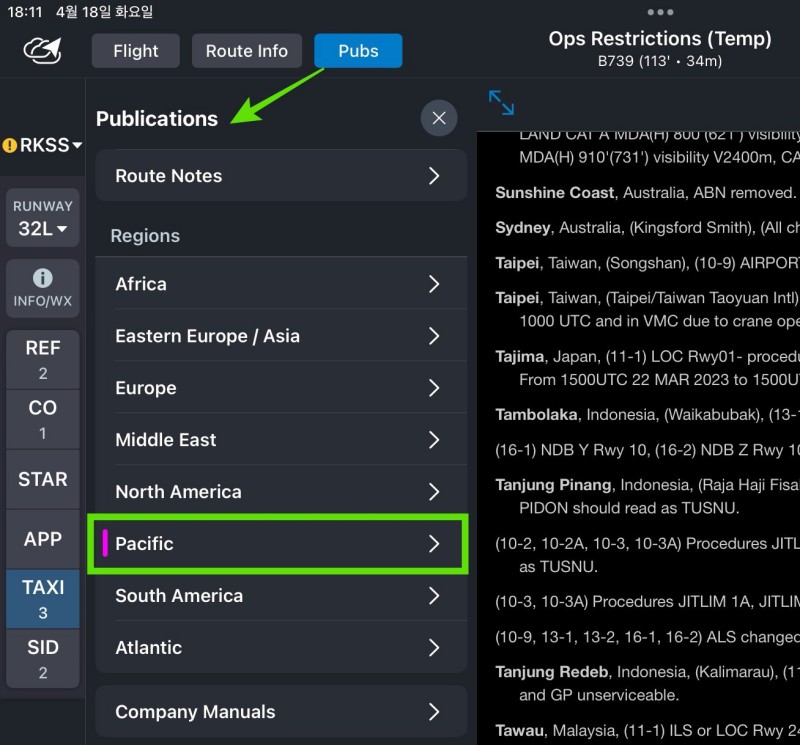 18:11 4월 18일 화요일
Flight
Route Info
Pubs
Ops Restrictions (Temp)
B739 (113' • 34m)
RKSS
RUNWAY
32L
INFO/WX
REF
2
CO
1
STAR
APP
TAXI
3
SID
2
Publications
Route Notes
Regions
Africa
Eastern Europe / Asia
Europe
Middle East
North America
Pacific
South America
Atlantic
Company Manuals
LAND CAT A MDA(H) 800'(621') visibility
MDA(H) 910'(731') visibility V2400m, CA
Sunshine Coast, Australia, ABN removed.
Sydney, Australia, (Kingsford Smith), (All ch
Taipei, Taiwan, (Songshan), (10-9) AIRPORT
Taipei, Taiwan, (Taipei/Taiwan Taoyuan Intl)
1000 UTC and in VMC due to crane ope
Tajima, Japan, (11-1) LOC Rwy01- procedu
From 1500UTC 22 MAR 2023 to 1500U
Tambolaka, Indonesia, (Waikabubak), (13-1
(16-1) NDB Y Rwy 10, (16-2) NDB Z Rwy 10
Tanjung Pinang, Indonesia, (Raja Haji Fisa
PIDON should read as TUSNU.
(10-2, 10-2A, 10-3, 10-3A) Procedures JITL
as TUSNU.
(10-3, 10-3A) Procedures JITLIM 1A, JITLIM
(10-9, 13-1, 13-2, 16-1, 16-2) ALS changed
Tanjung Redeb, Indonesia, (Kalimarau), (11
and GP unserviceable.
Tawau, Malaysia, (11-1) ILS or LOC Rwy 24